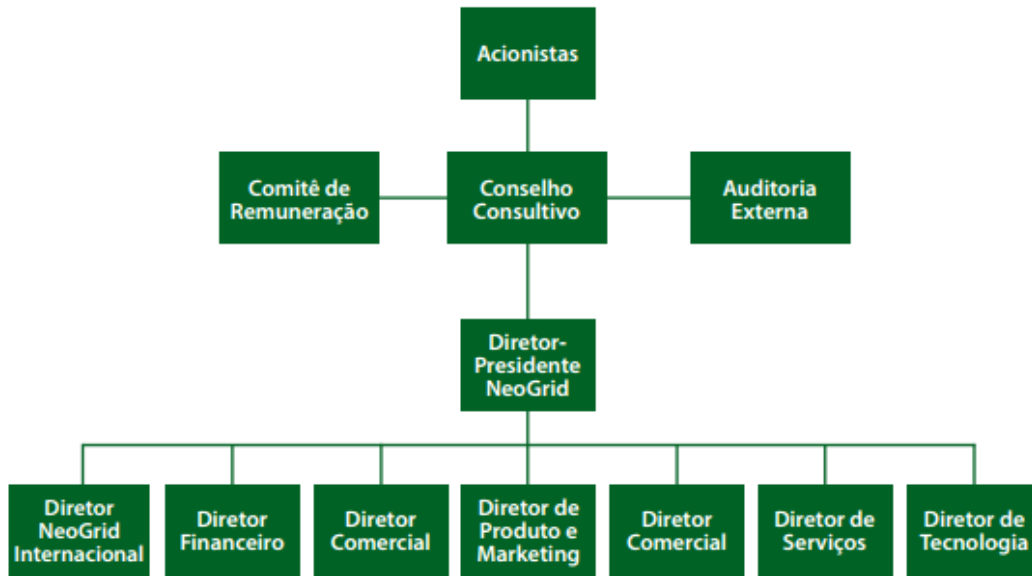 Acionistas
Comitê de
Remuneração
Conselho
Consultivo
Auditoria
Externa
Diretor-
Presidente
NeoGrid
Diretor
NeoGrid
Internacional
Diretor
Financeiro
Diretor
Comercial
Diretor de
Produto e
Marketing
Diretor
Comercial
Diretor de
Serviços
Diretor de
Tecnologia